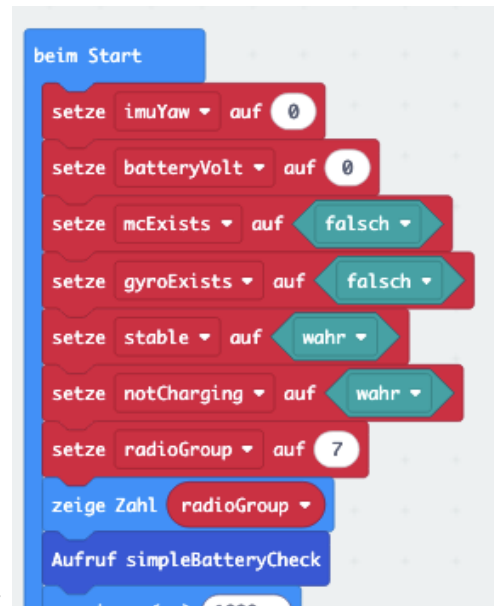 beim Start
setze imuYaw auf 0
setze batteryVolt auf 0
setze mcExists auf falsch
setze gyroExists auf falsch
setze stable auf wahr
setze notCharging auf wahr
setze radioGroup auf 7
zeige Zahl radioGroup
Aufruf simpleBatteryCheck